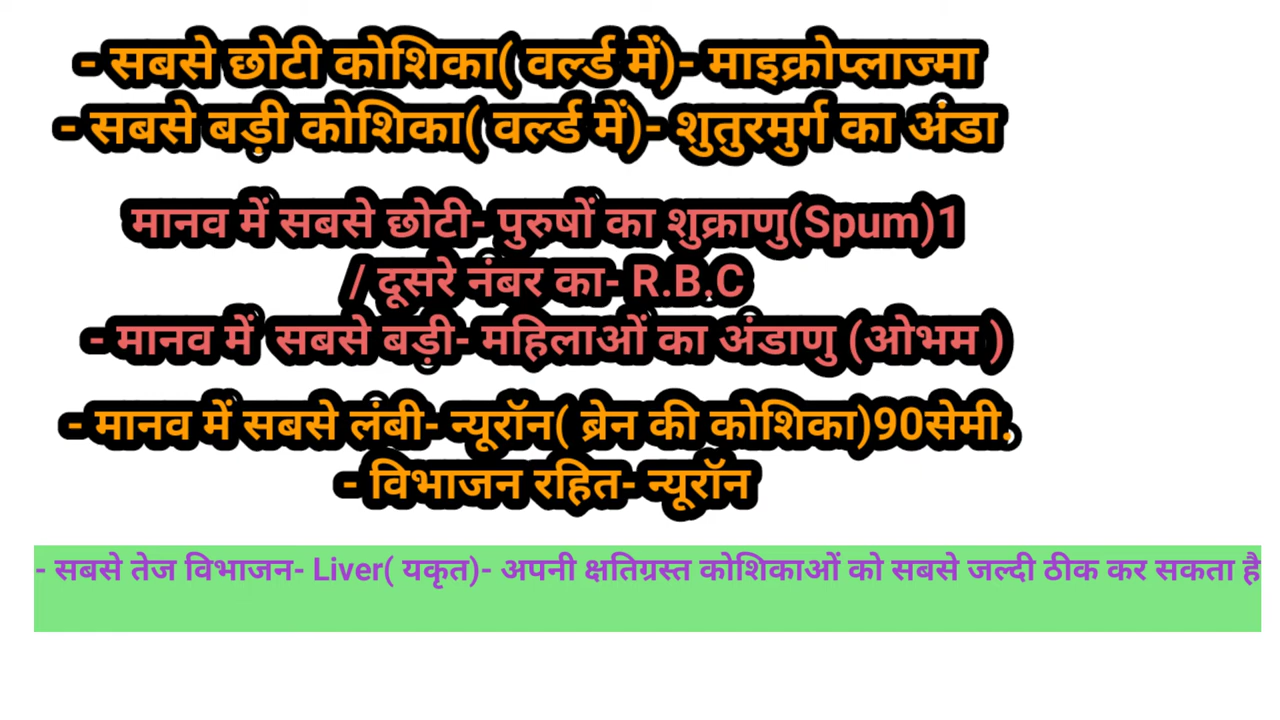 - सबसे छोटी कोशिका( वर्ल्ड में)- माइक्रोप्लाज्मा
- सबसे बड़ी कोशिका( वर्ल्ड में)- शुतुरमुर्ग का अंडा
मानव में सबसे छोटी- पुरुषों का शुक्राणु(Spum)1
/ दूसरे नंबर का- R.B.C
- मानव में सबसे बड़ी- महिलाओं का अंडाणु (ओभम )
- मानव में सबसे लंबी- न्यूरॉन( ब्रेन की कोशिका)90सेमी.
- विभाजन रहित- न्यूरॉन
- सबसे तेज विभाजन- Liver( यकृत)- अपनी क्षतिग्रस्त कोशिकाओं को सबसे जल्दी ठीक कर सकता है